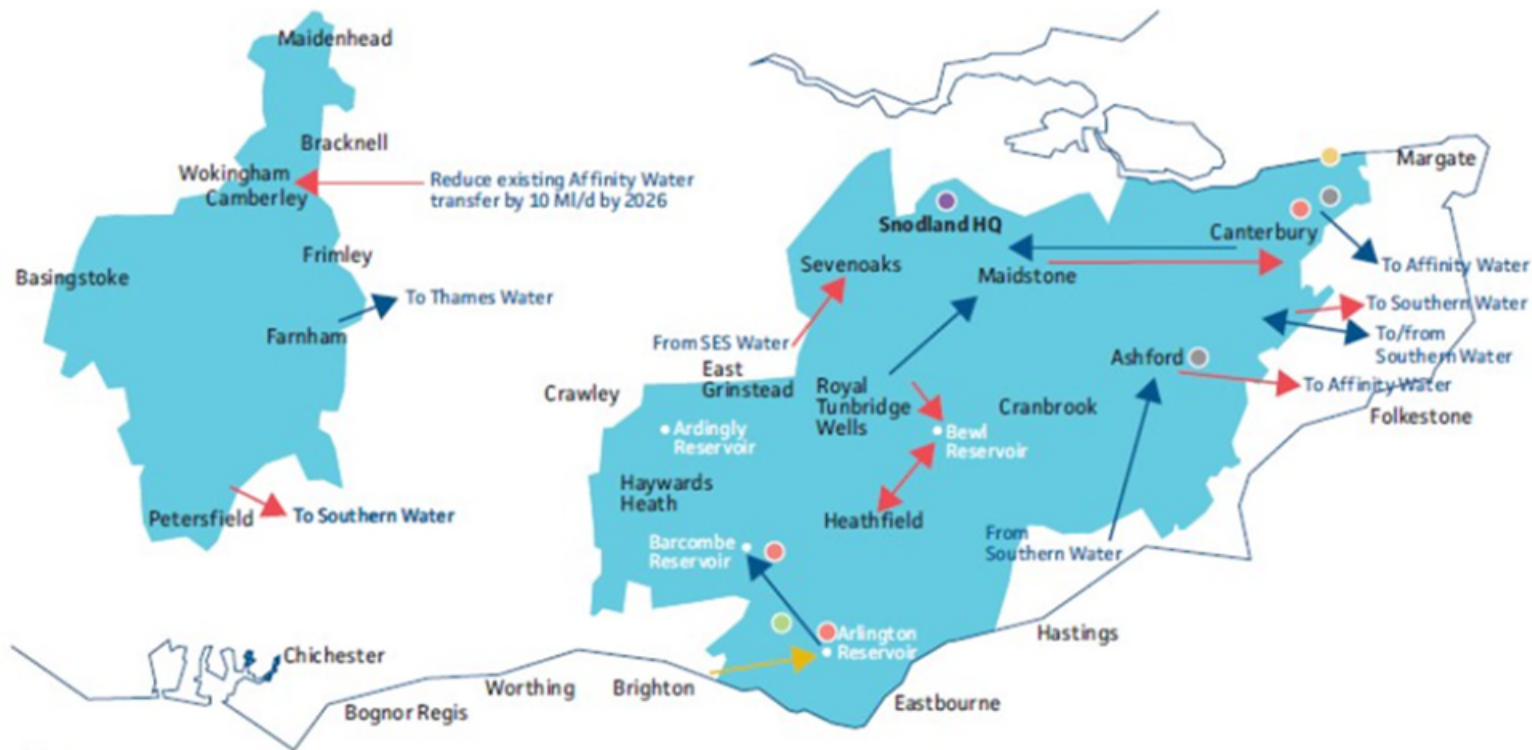 Maidenhead
Bracknell
Wokingham
Camberley
Reduce existing Affinity Water
transfer by 10 Ml/d by 2026
Frimley
Basingstoke
To Thames Water
Farnham
Petersfield
To Southern Water
Margate
Snodland HQ
Canterbury
Sevenoaks
Maidstone
To Affinity Water
To Southern Water
To/from
Southern Water
From SES Water
Ashford
To Affinity Water
Folkestone
East
Grinstead
Crawley
Royal
Tunbridge
Wells
Cranbrook
Ardingly
Reservoir
Bewl
Reservoir
Haywards
Heath
Heathfield
Barcombe
Reservoir
From
Southern Water
Arlington
Reservoir
Hastings
Chichester
Worthing
Brighton
Bognor Regis
Eastbourne